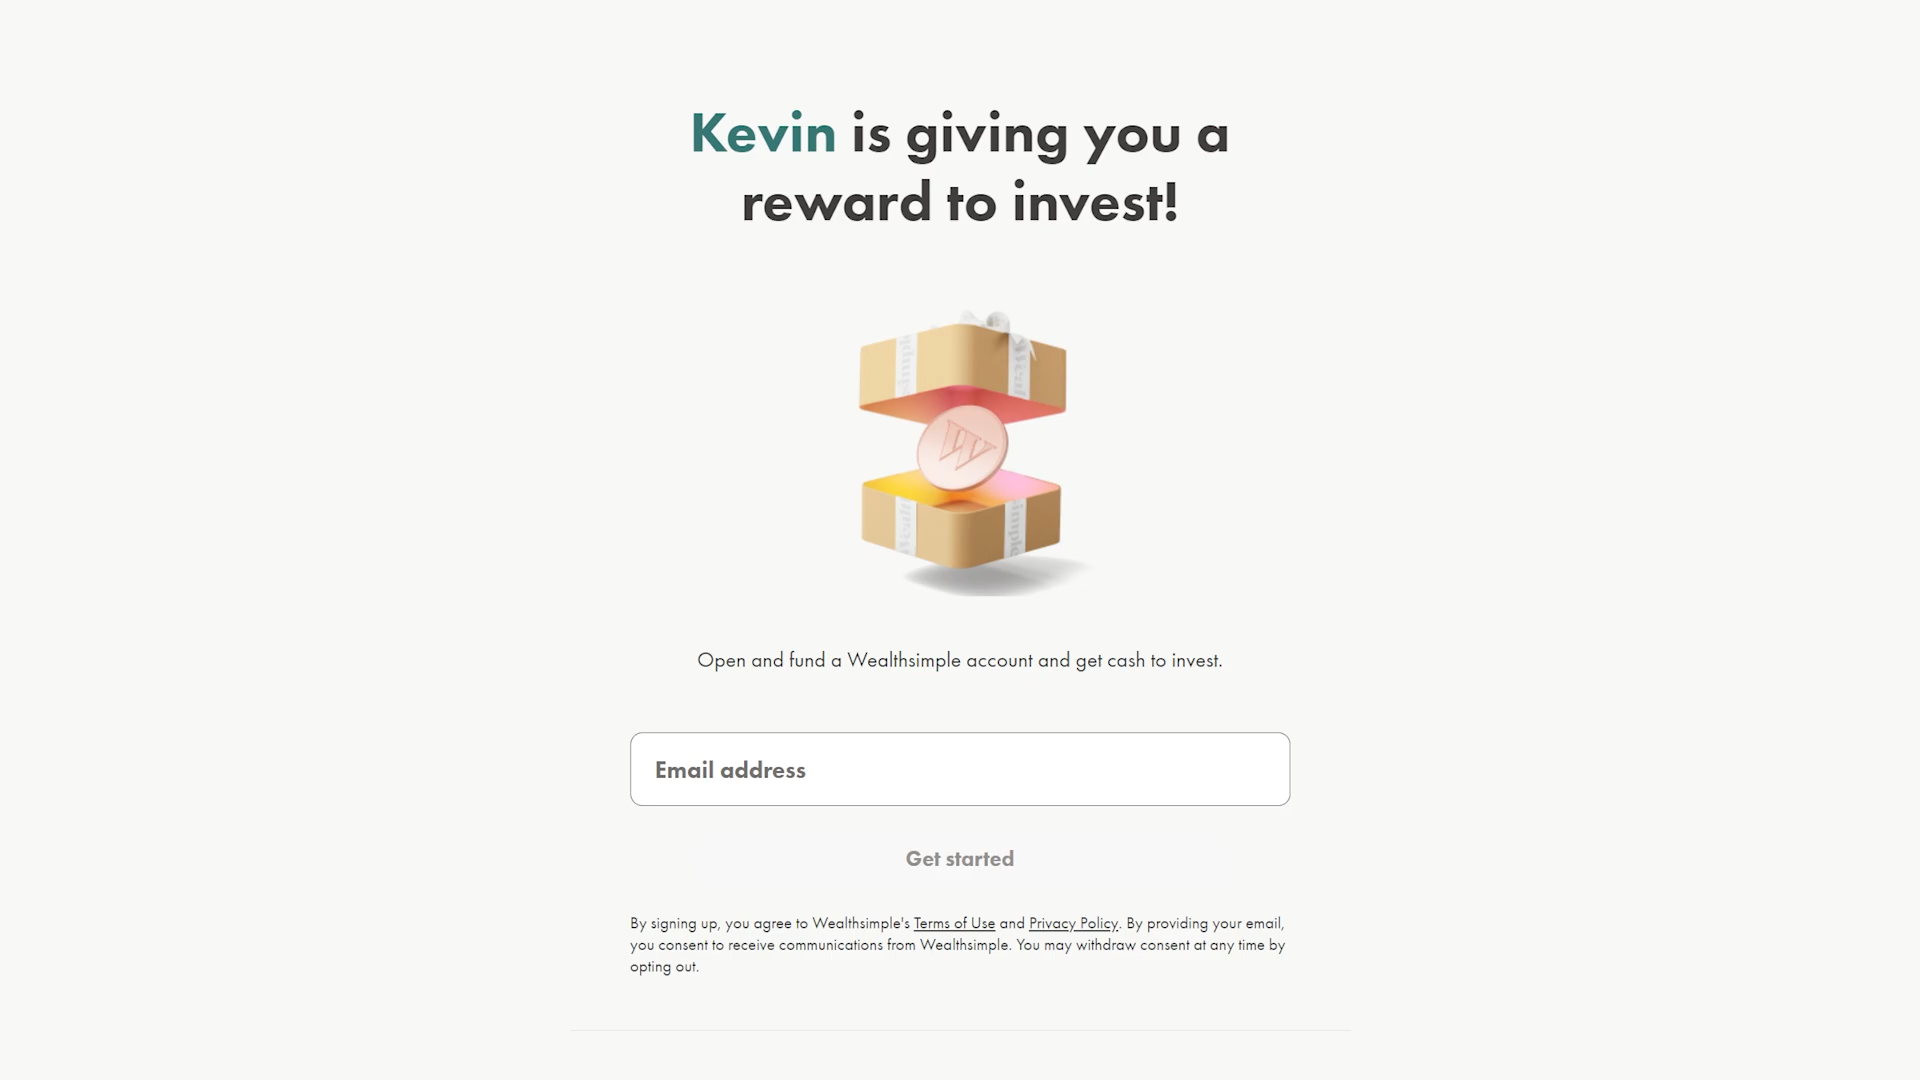 Kevin is giving you a
reward to invest!
W
Open and fund a Wealthsimple account and get cash to invest.
Email address
Get started
By signing up, you agree to Wealthsimple's Terms of Use and Privacy Policy. By providing your email,
you consent to receive communications from Wealthsimple. You may withdraw consent at any time by
opting out.